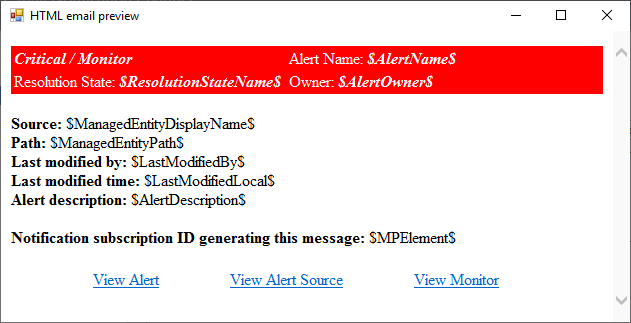 HTML email preview
Critical / Monitor Alert Name: $AlertName$
Resolution State: $ResolutionStateName$ Owner: $AlertOwner$
Source: $ManagedEntityDisplayName$
Path: $ManagedEntityPath$
Last modified by: $LastModifiedBy$
Last modified time: $LastModifiedLocal$
Alert description: $AlertDescription$
Notification subscription ID generating this message: $MPElement$
View Alert View Alert Source View Monitor